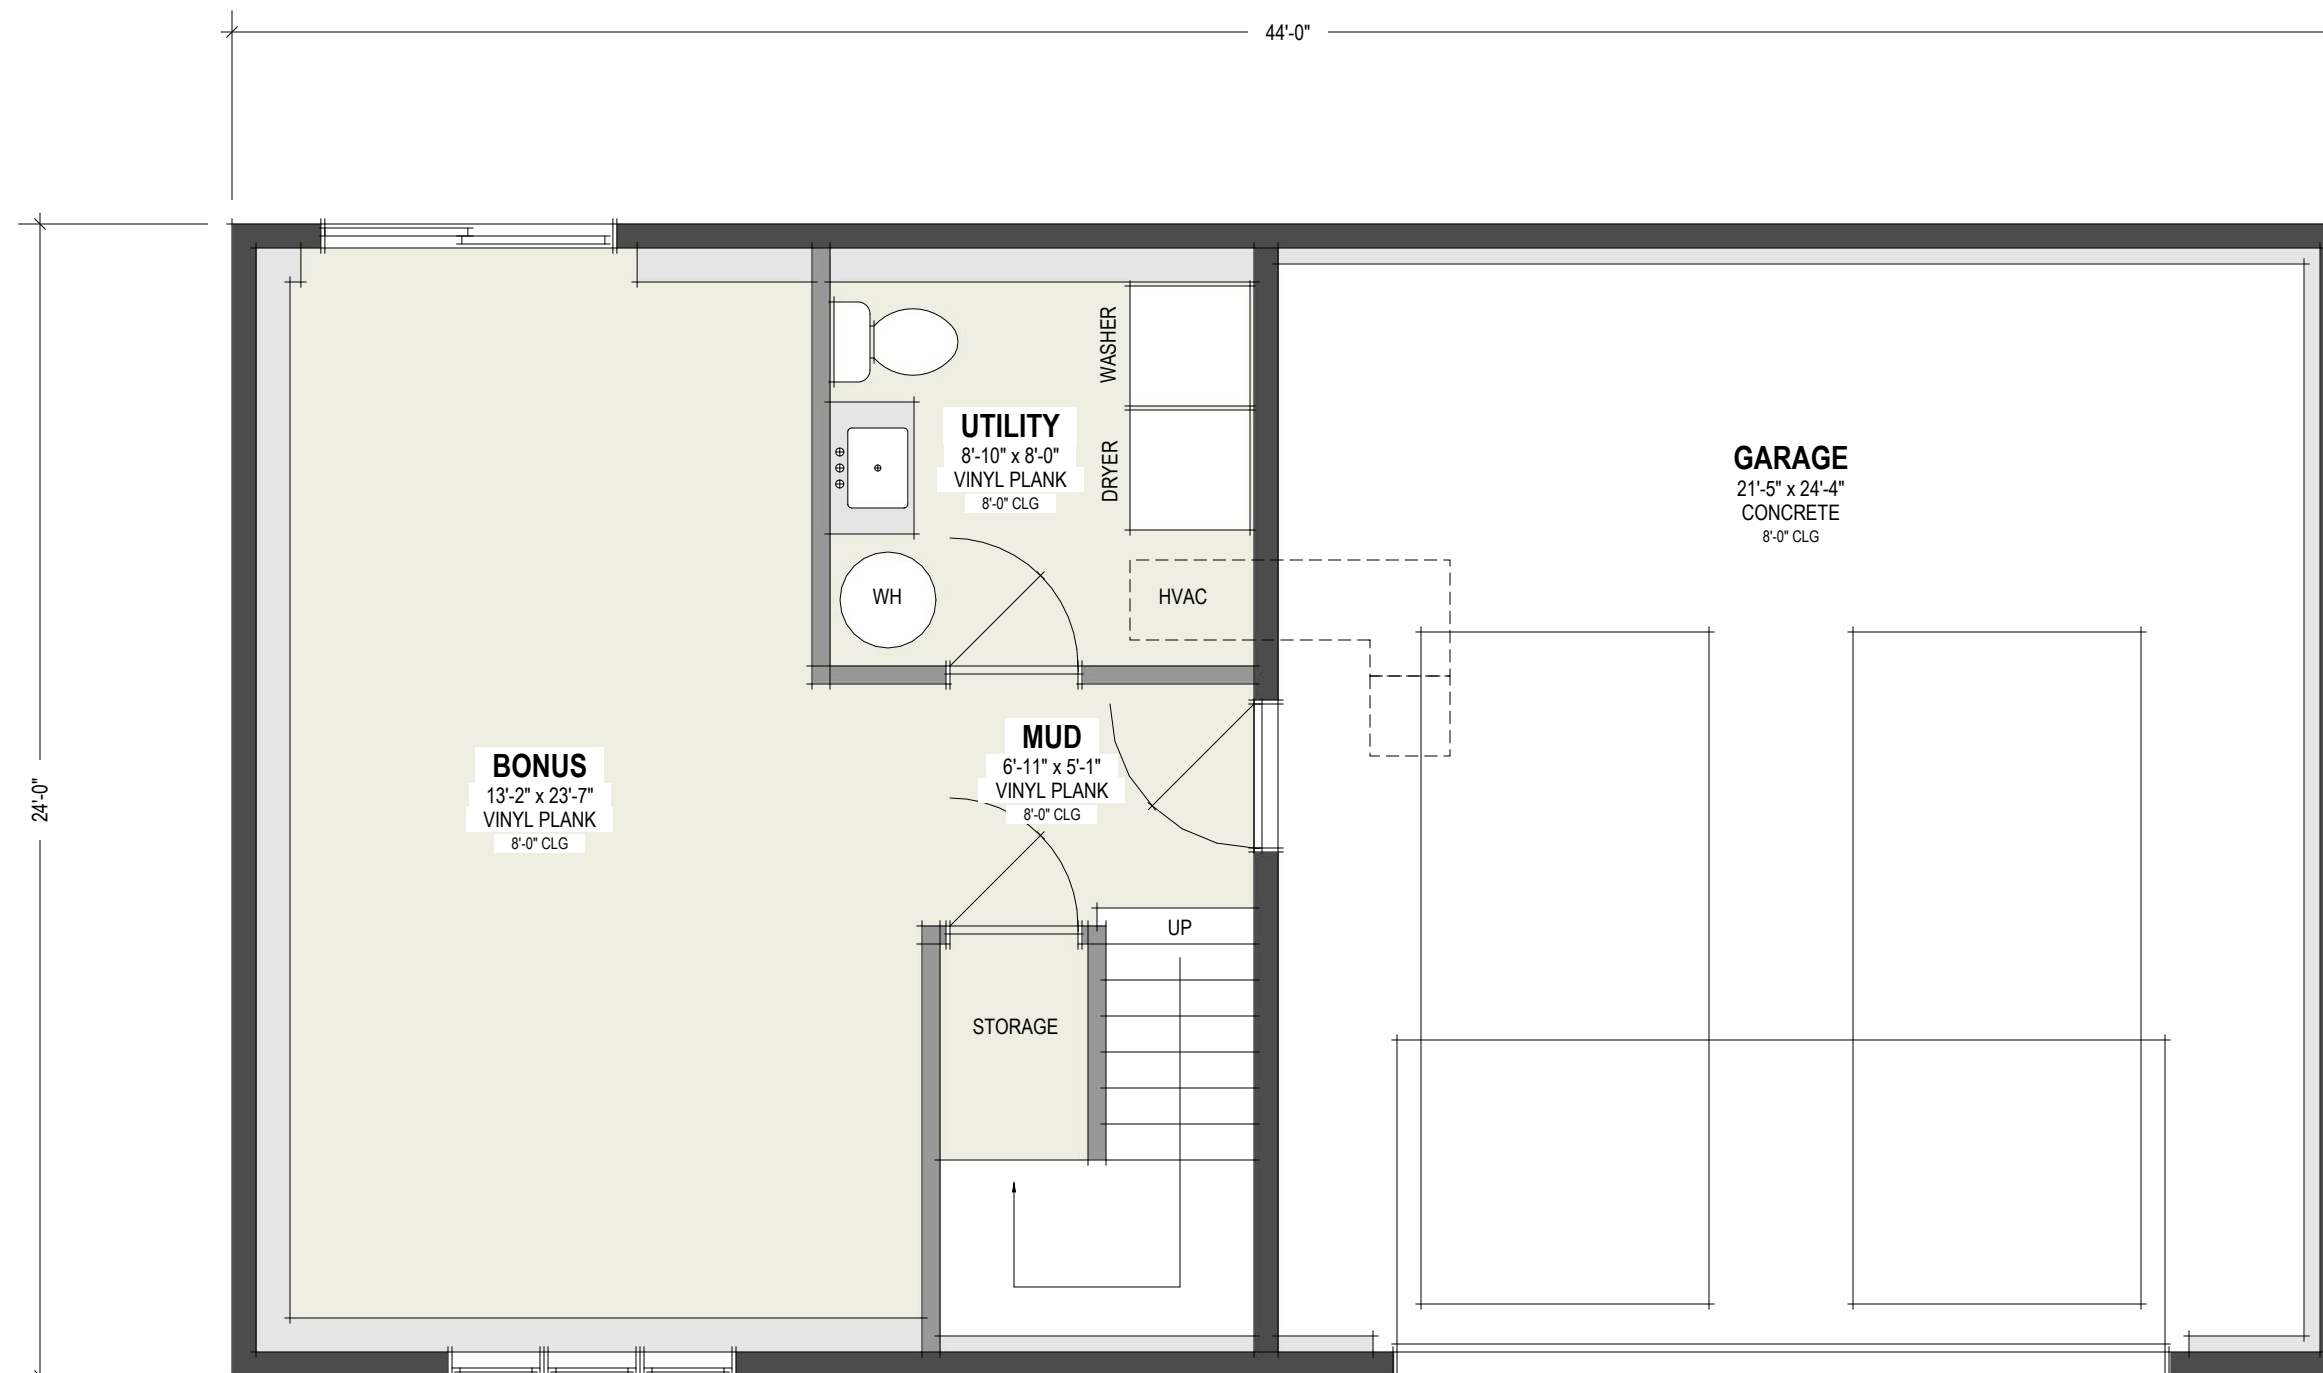 44'-0"
24'-0"
WASHER
DRYER
UTILITY
8'-10" x 8'-0"
VINYL PLANK
8'-0" CLG
WH
HVAC
GARAGE
21'-5" x 24'-4"
CONCRETE
8'-0" CLG
MUD
6'-11" x 5'-1"
VINYL PLANK
8'-0" CLG
BONUS
13'-2" x 23'-7"
VINYL PLANK
8'-0" CLG
UP
STORAGE